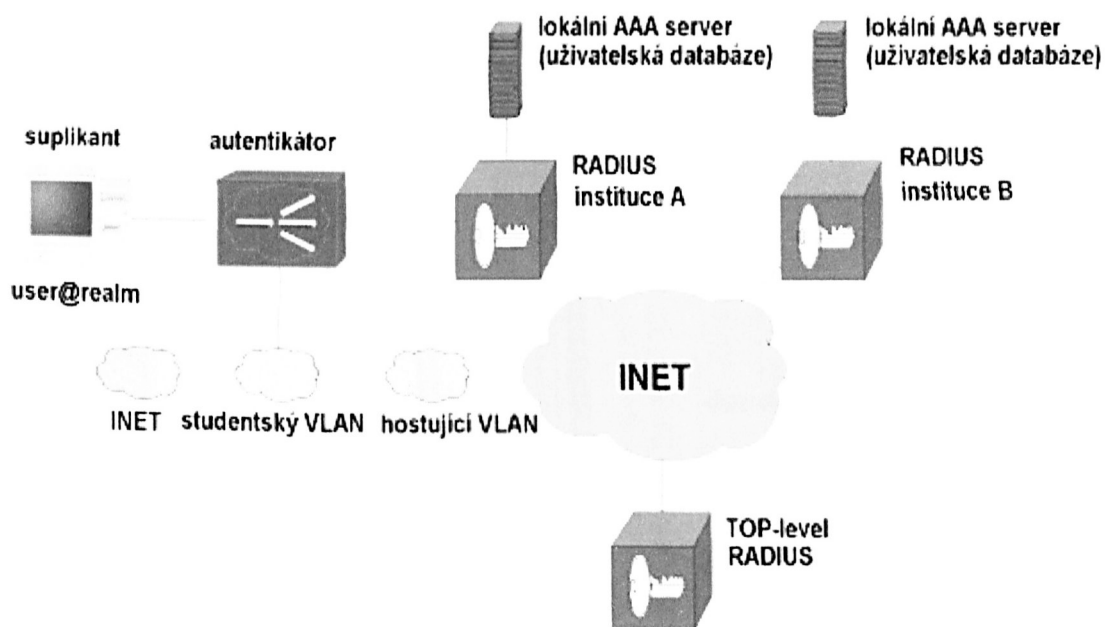 lokální AAA server
(uživatelská databáze)
lokální AAA server
(uživatelská databáze)
suplikant
autentikátor
RADIUS
instituce A
RADIUS
instituce B
user@realm
INET
INET
studentský VLAN
hostující VLAN
TOP-level
RADIUS